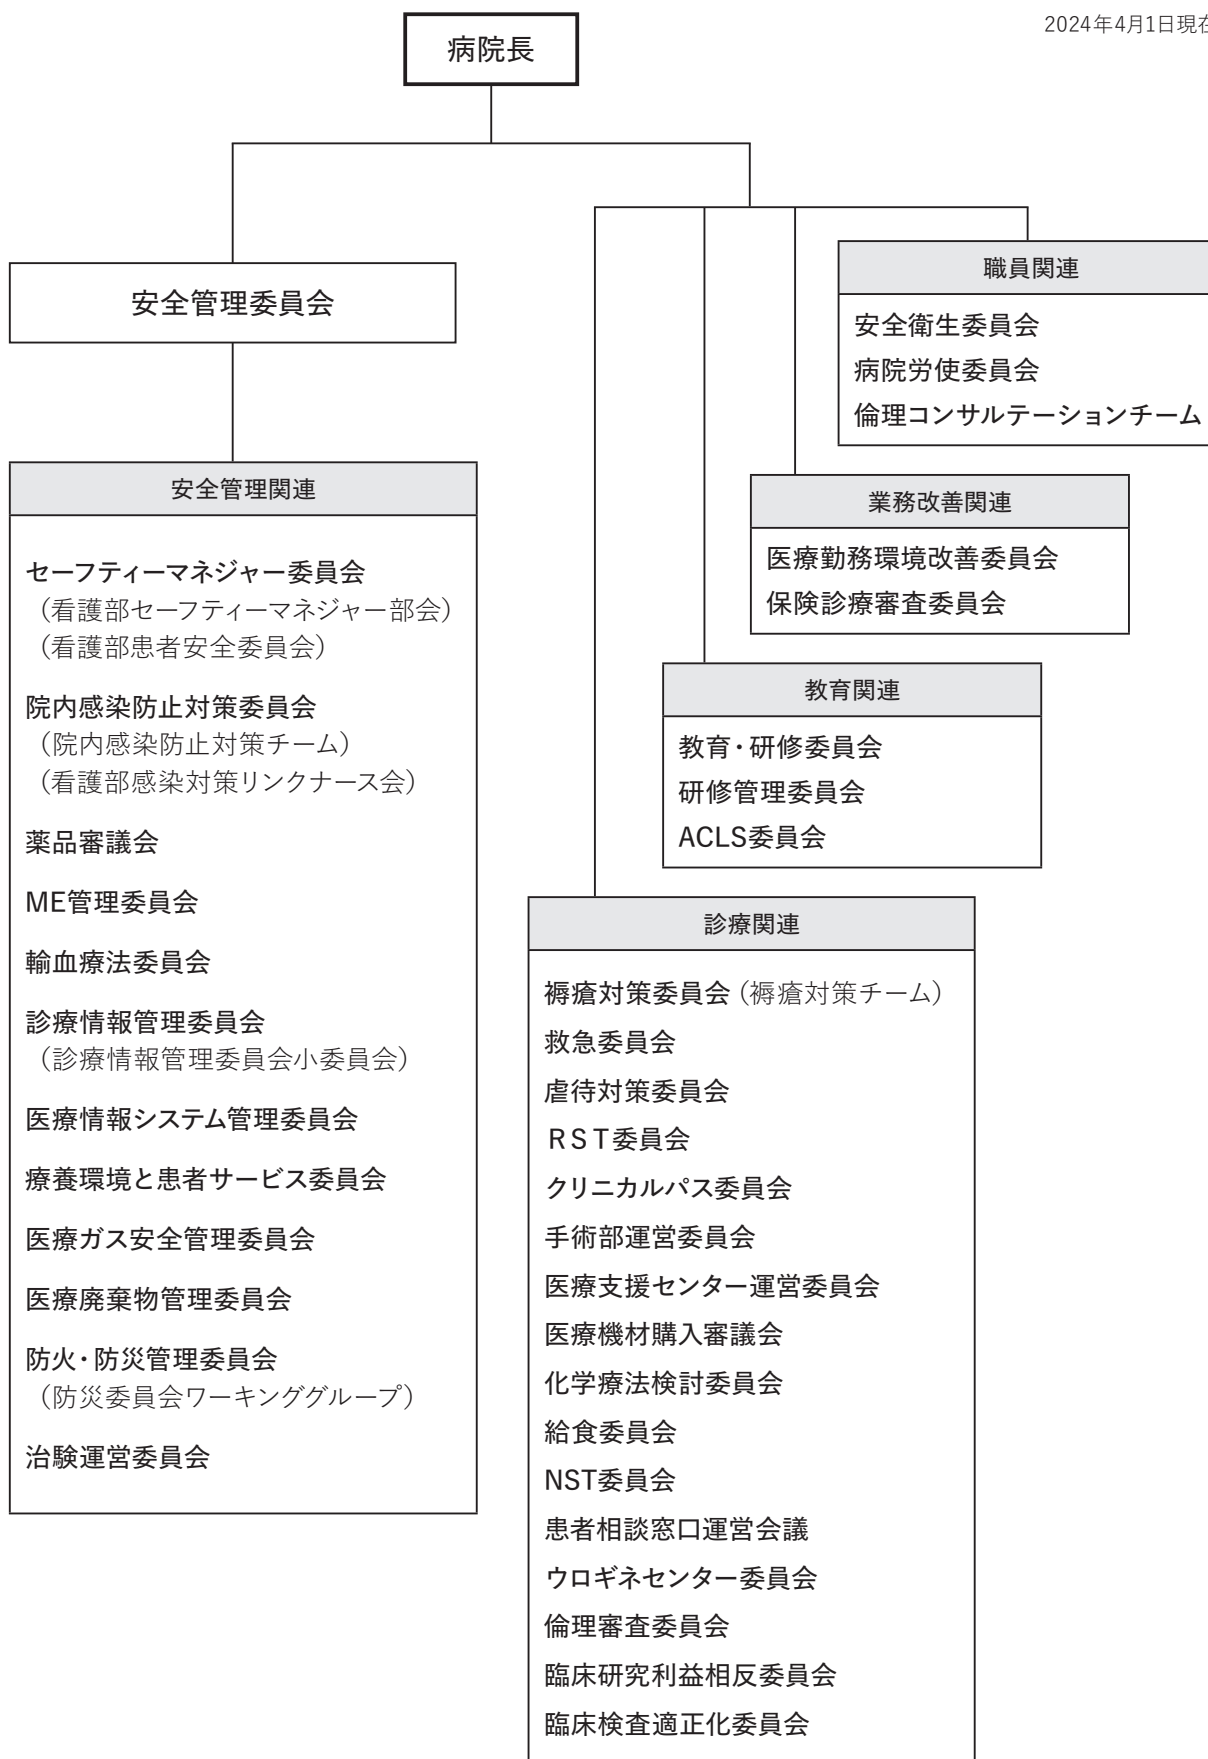 2024年4月1日現在
病院長
安全管理委員会
安全管理関連
セーフティーマネジャー委員会
（看護部セーフティーマネジャー部会）
（看護部患者安全委員会）
院内感染防止対策委員会
（院内感染防止対策チーム）
（看護部感染対策リンクナース会）
薬品審議会
ME管理委員会
輸血療法委員会
診療情報管理委員会
（診療情報管理委員会小委員会）
医療情報システム管理委員会
療養環境と患者サービス委員会
医療ガス安全管理委員会
医療廃棄物管理委員会
防火・防災管理委員会
（防災委員会ワーキンググループ）
治験運営委員会
職員関連
安全衛生委員会
病院労使委員会
倫理コンサルテーションチーム
業務改善関連
医療勤務環境改善委員会
保険診療審査委員会
教育関連
教育・研修委員会
研修管理委員会
ACLS委員会
診療関連
褥瘡対策委員会（褥瘡対策チーム）
救急委員会
虐待対策委員会
ＲＳＴ委員会
クリニカルパス委員会
手術部運営委員会
医療支援センター運営委員会
医療機材購入審議会
化学療法検討委員会
給食委員会
NST委員会
患者相談窓口運営会議
ウロギネセンター委員会
倫理審査委員会
臨床研究利益相反委員会
臨床検査適正化委員会